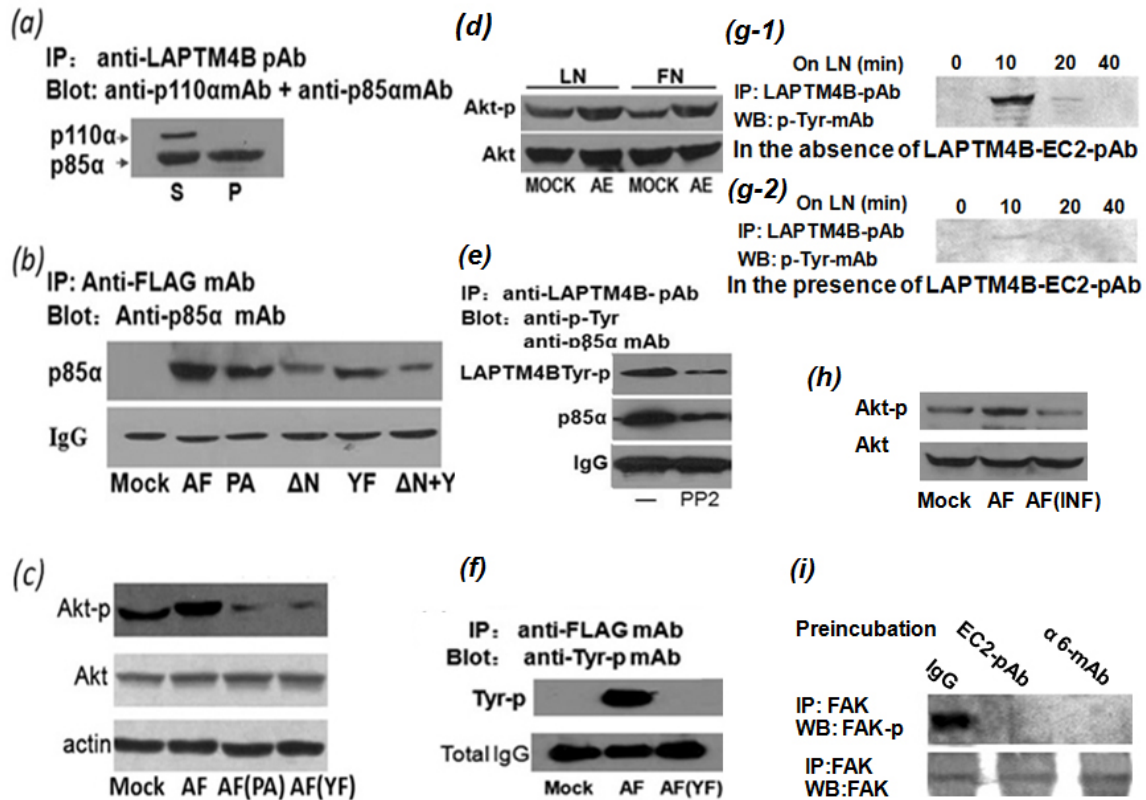 (a)
IP: anti-LAPTM4B pAb
Blot: anti-p110αmAb + anti-p85αmAb
p110α
p85α
S P
(b)
IP: Anti-FLAG mAb
Blot: Anti-p85α mAb
p85α
IgG
Mock AF PA ΔN YF ΔN+Y
(c)
Akt-p
Akt
actin
Mock AF AF(PA) AF(YF)
(d)
LN FN
Akt-p
Akt
MOCK AE MOCK AE
(e)
IP: anti-LAPTM4B-pAb
Blot: anti-p-Tyr
anti-p85α mAb
LAPTM4BTyr-p
p85α
IgG
— PP2
(f)
IP: anti-FLAG mAb
Blot: anti-Tyr-p mAb
Tyr-p
Total IgG
Mock AF AF(YF)
(g-1)
On LN (min) 0 10 20 40
IP: LAPTM4B-pAb
WB: p-Tyr-mAb
In the absence of LAPTM4B-EC2-pAb
(g-2)
On LN (min) 0 10 20 40
IP: LAPTM4B-pAb
WB: p-Tyr-mAb
In the presence of LAPTM4B-EC2-pAb
(h)
Akt-p
Akt
Mock AF AF(INF)
(i)
Preincubation
IgG EC2-pAb α6-mAb
IP: FAK
WB: FAK-p
IP:FAK
WB:FAK